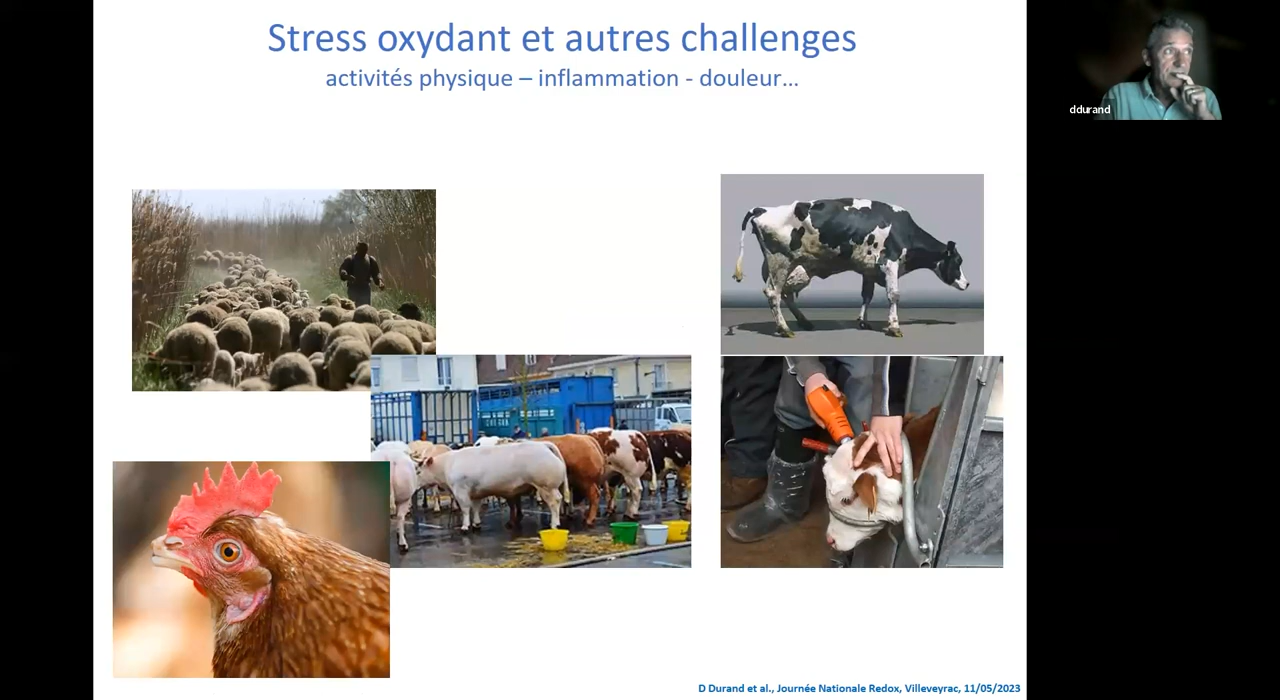 Stress oxydant et autres challenges
activités physique – inflammation - douleur...
ddurand
D Durand et al., Journée Nationale Redox, Villeveyrac, 11/05/2023